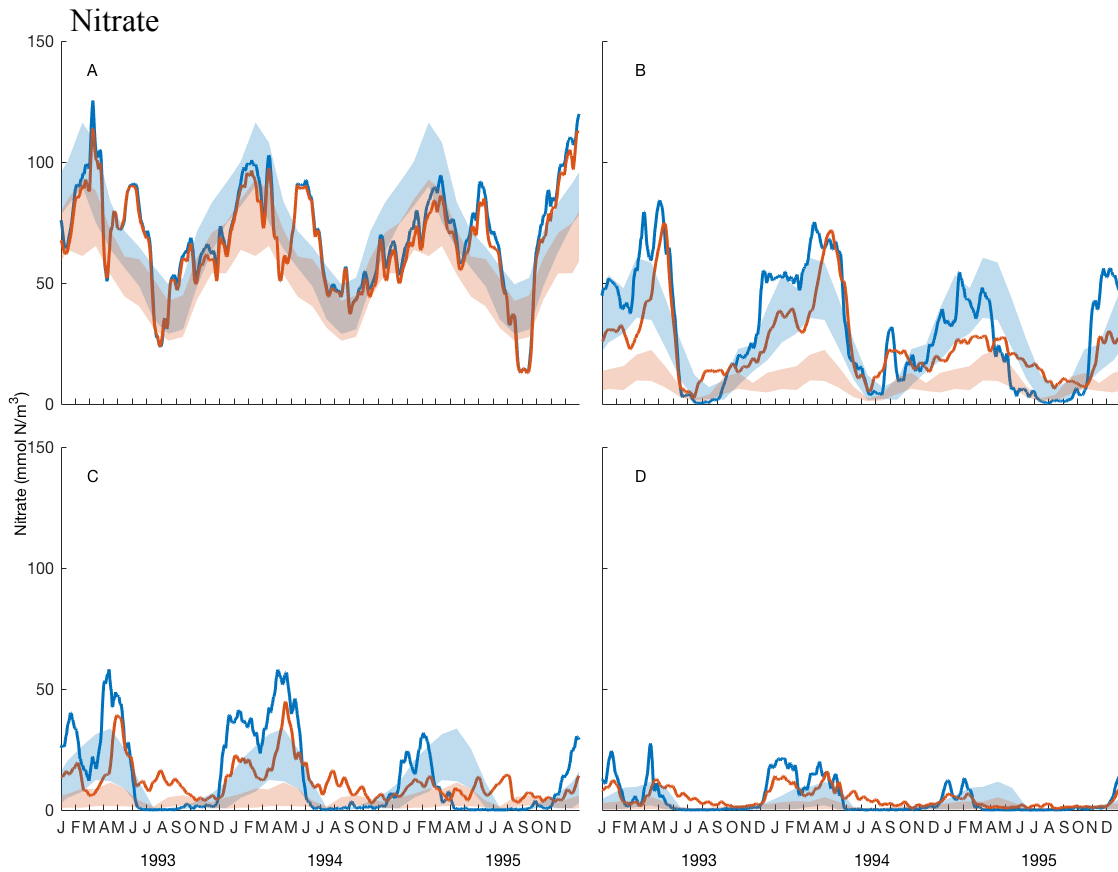 Nitrate
150
A
B
100
50
0
Nitrate (mmol N/m³)
150
C
D
100
50
0
J F M A M J J A S O N D J F M A M J J A S O N D J F M A M J J A S O N D
J F M A M J J A S O N D J F M A M J J A S O N D J F M A M J J A S O N D
1993 1994 1995
1993 1994 1995